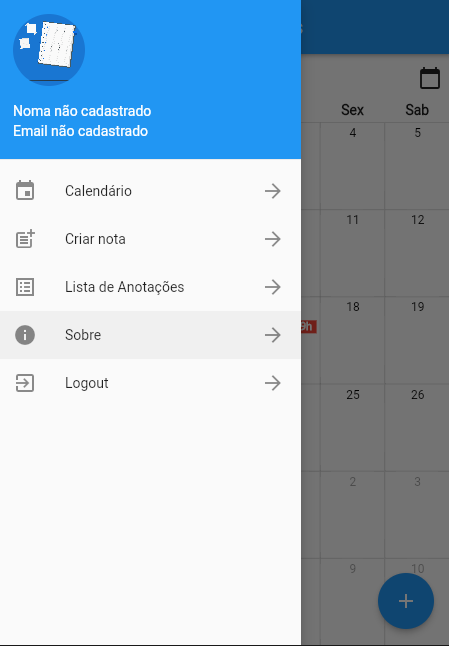 Noma não cadastrado
Email não cadastrado
Calendário
Criar nota
Lista de Anotações
Sobre
Logout
Sex Sab
4 5
11 12
18 19
9h
25 26
2 3
9 10